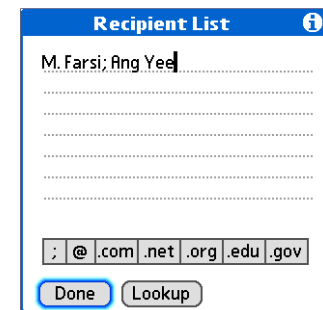 Recipient List
M. Farsi; Ang Yee
; @ .com .net .org .edu .gov
Done Lookup